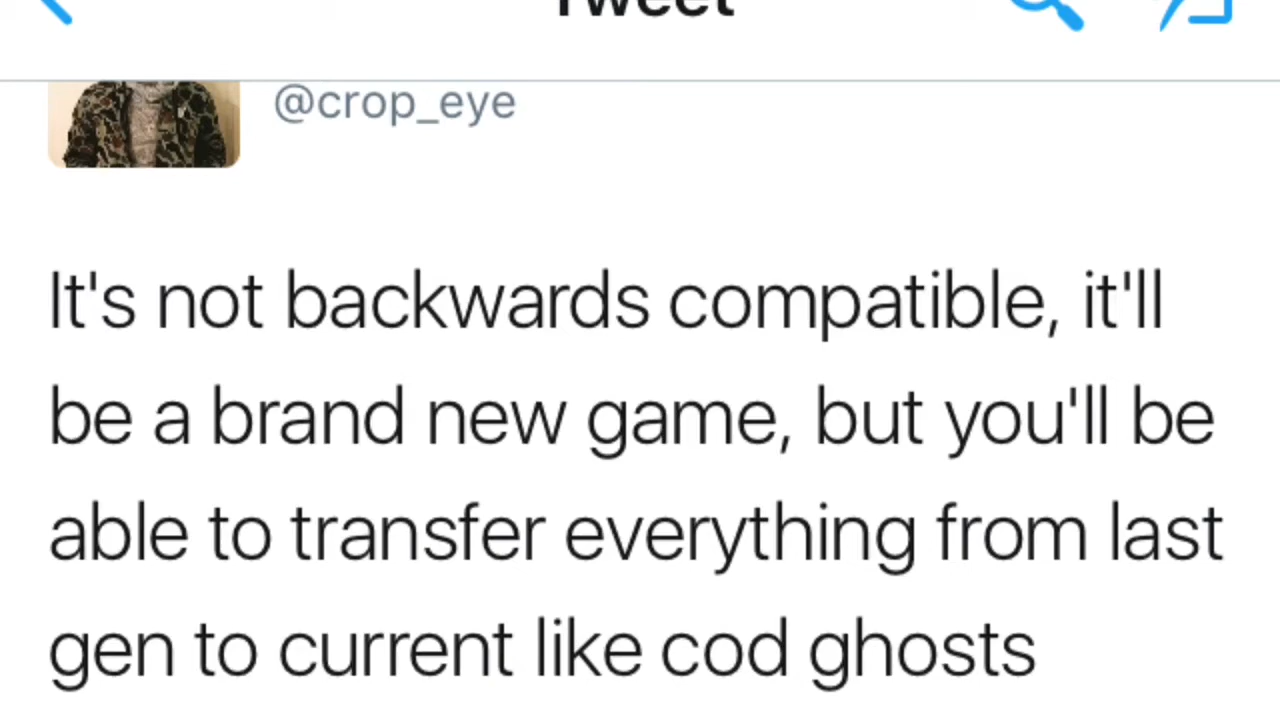 Tweet
@crop_eye
It's not backwards compatible, it'll
be a brand new game, but you'll be
able to transfer everything from last
gen to current like cod ghosts